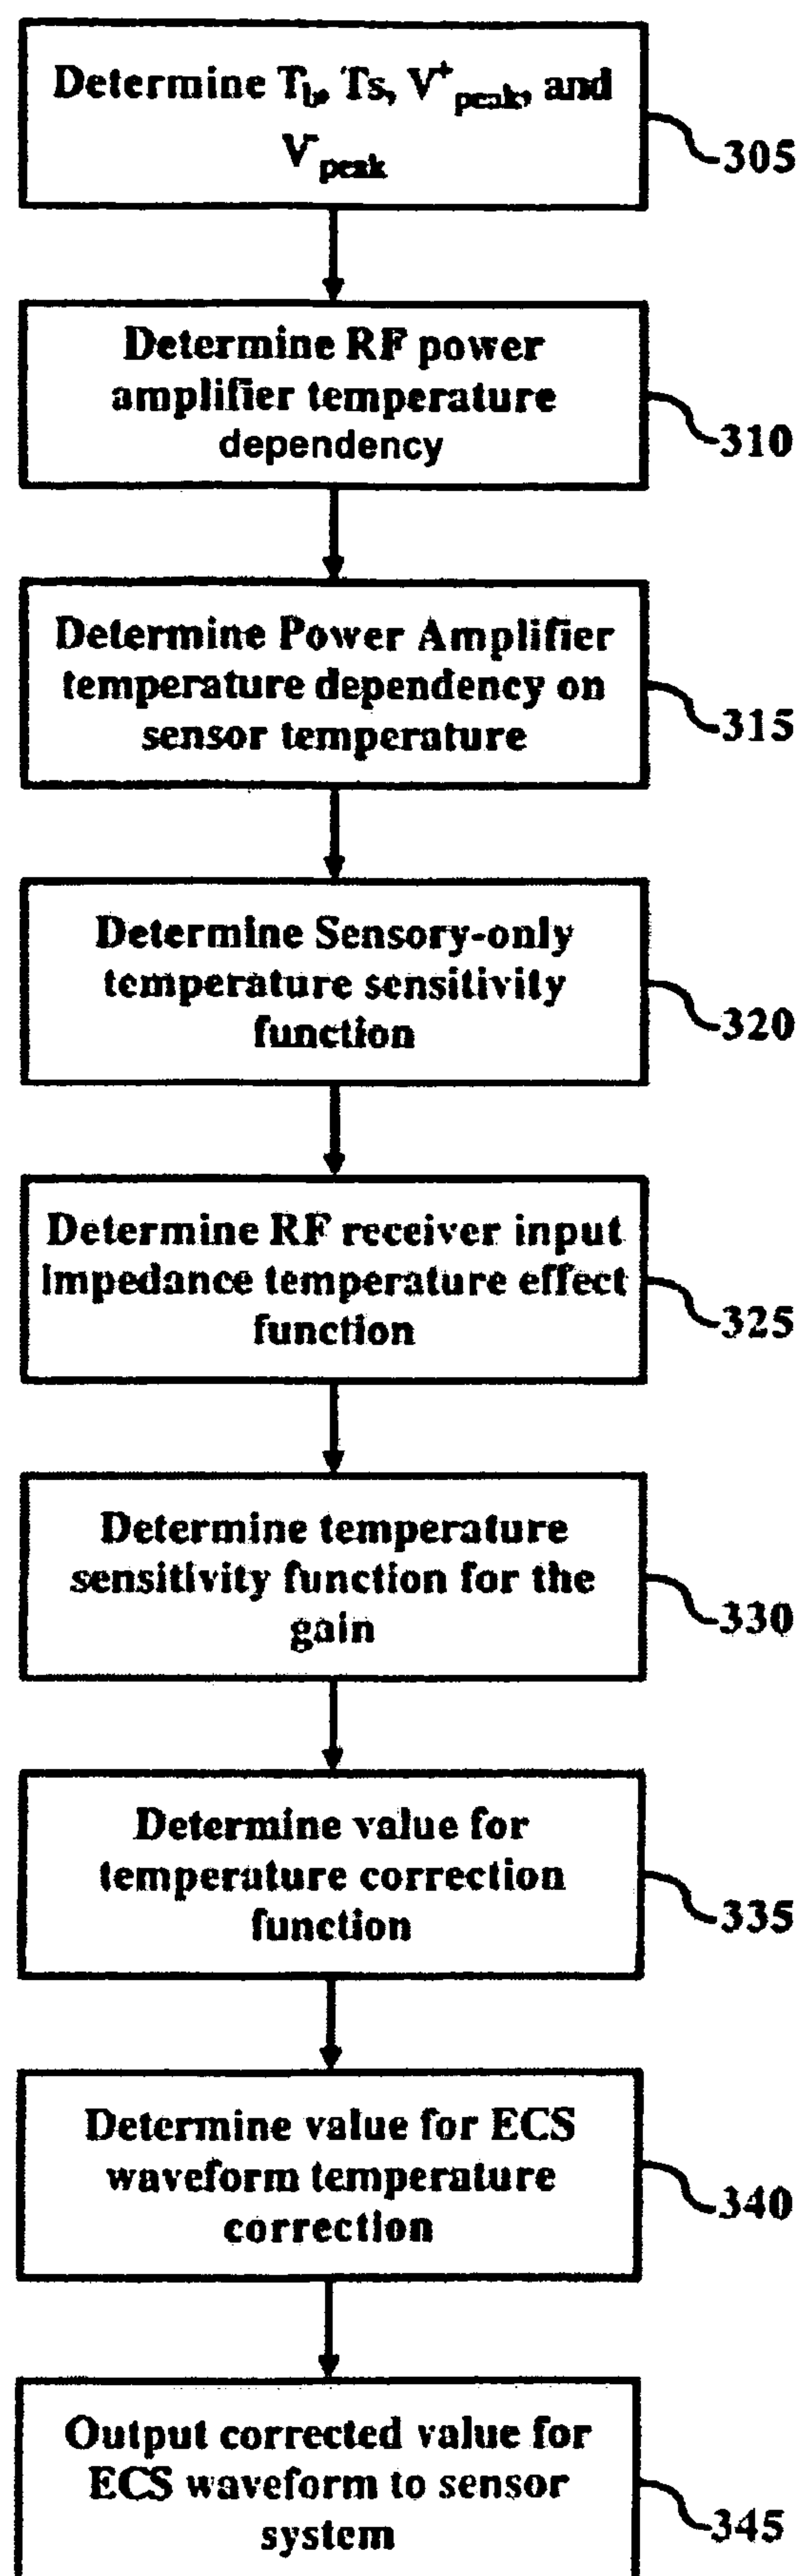 Determine T_b, Ts, V⁺_peak, and
V⁻_peak
305
Determine RF power
amplifier temperature
dependency
310
Determine Power Amplifier
temperature dependency on
sensor temperature
315
Determine Sensory-only
temperature sensitivity
function
320
Determine RF receiver input
impedance temperature effect
function
325
Determine temperature
sensitivity function for the
gain
330
Determine value for
temperature correction
function
335
Determine value for ECS
waveform temperature
correction
340
Output corrected value for
ECS waveform to sensor
system
345